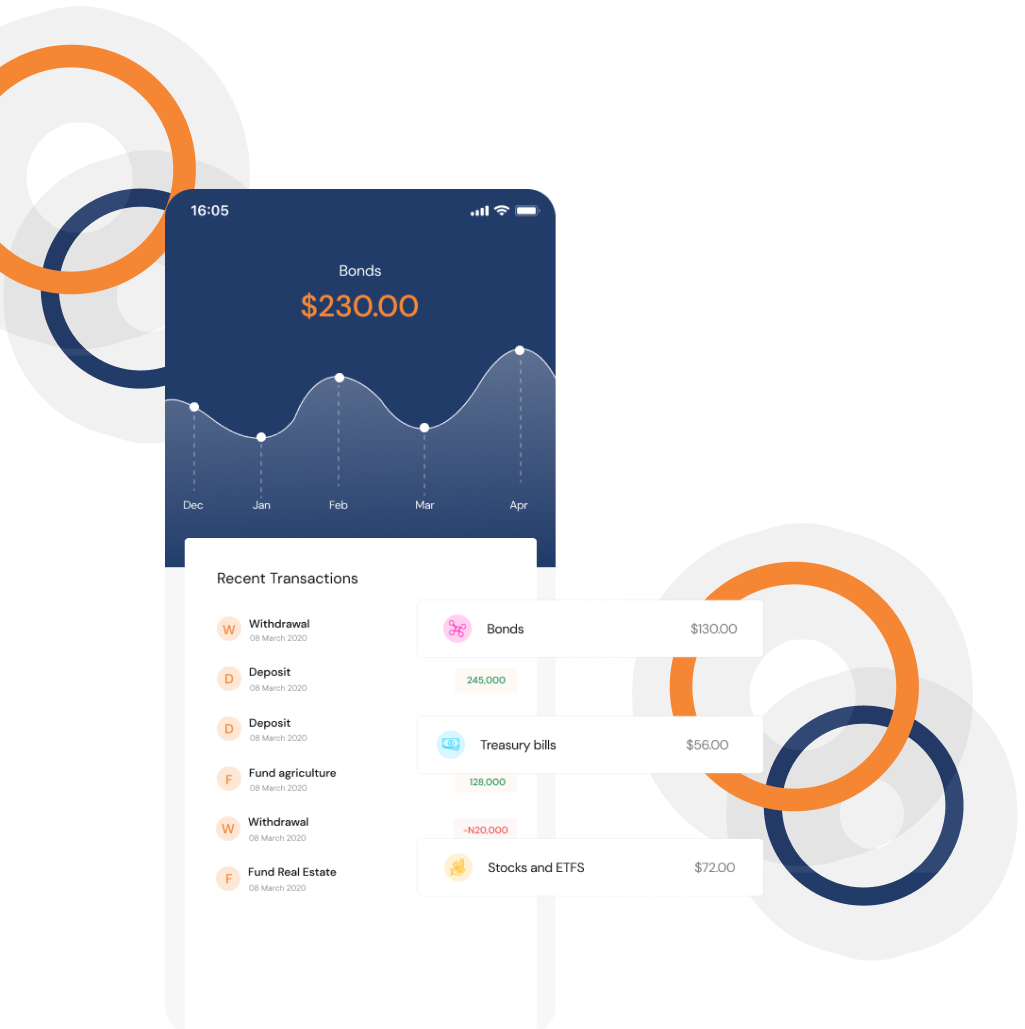 16:05
Bonds
$230.00
Dec Jan Feb Mar Apr
Recent Transactions
W Withdrawal
08 March 2020
Bonds $130.00
D Deposit
08 March 2020
245,000
D Deposit
08 March 2020
Treasury bills $56.00
F Fund agriculture
08 March 2020
128,000
W Withdrawal
08 March 2020
-N20,000
F Fund Real Estate
08 March 2020
Stocks and ETFS $72.00